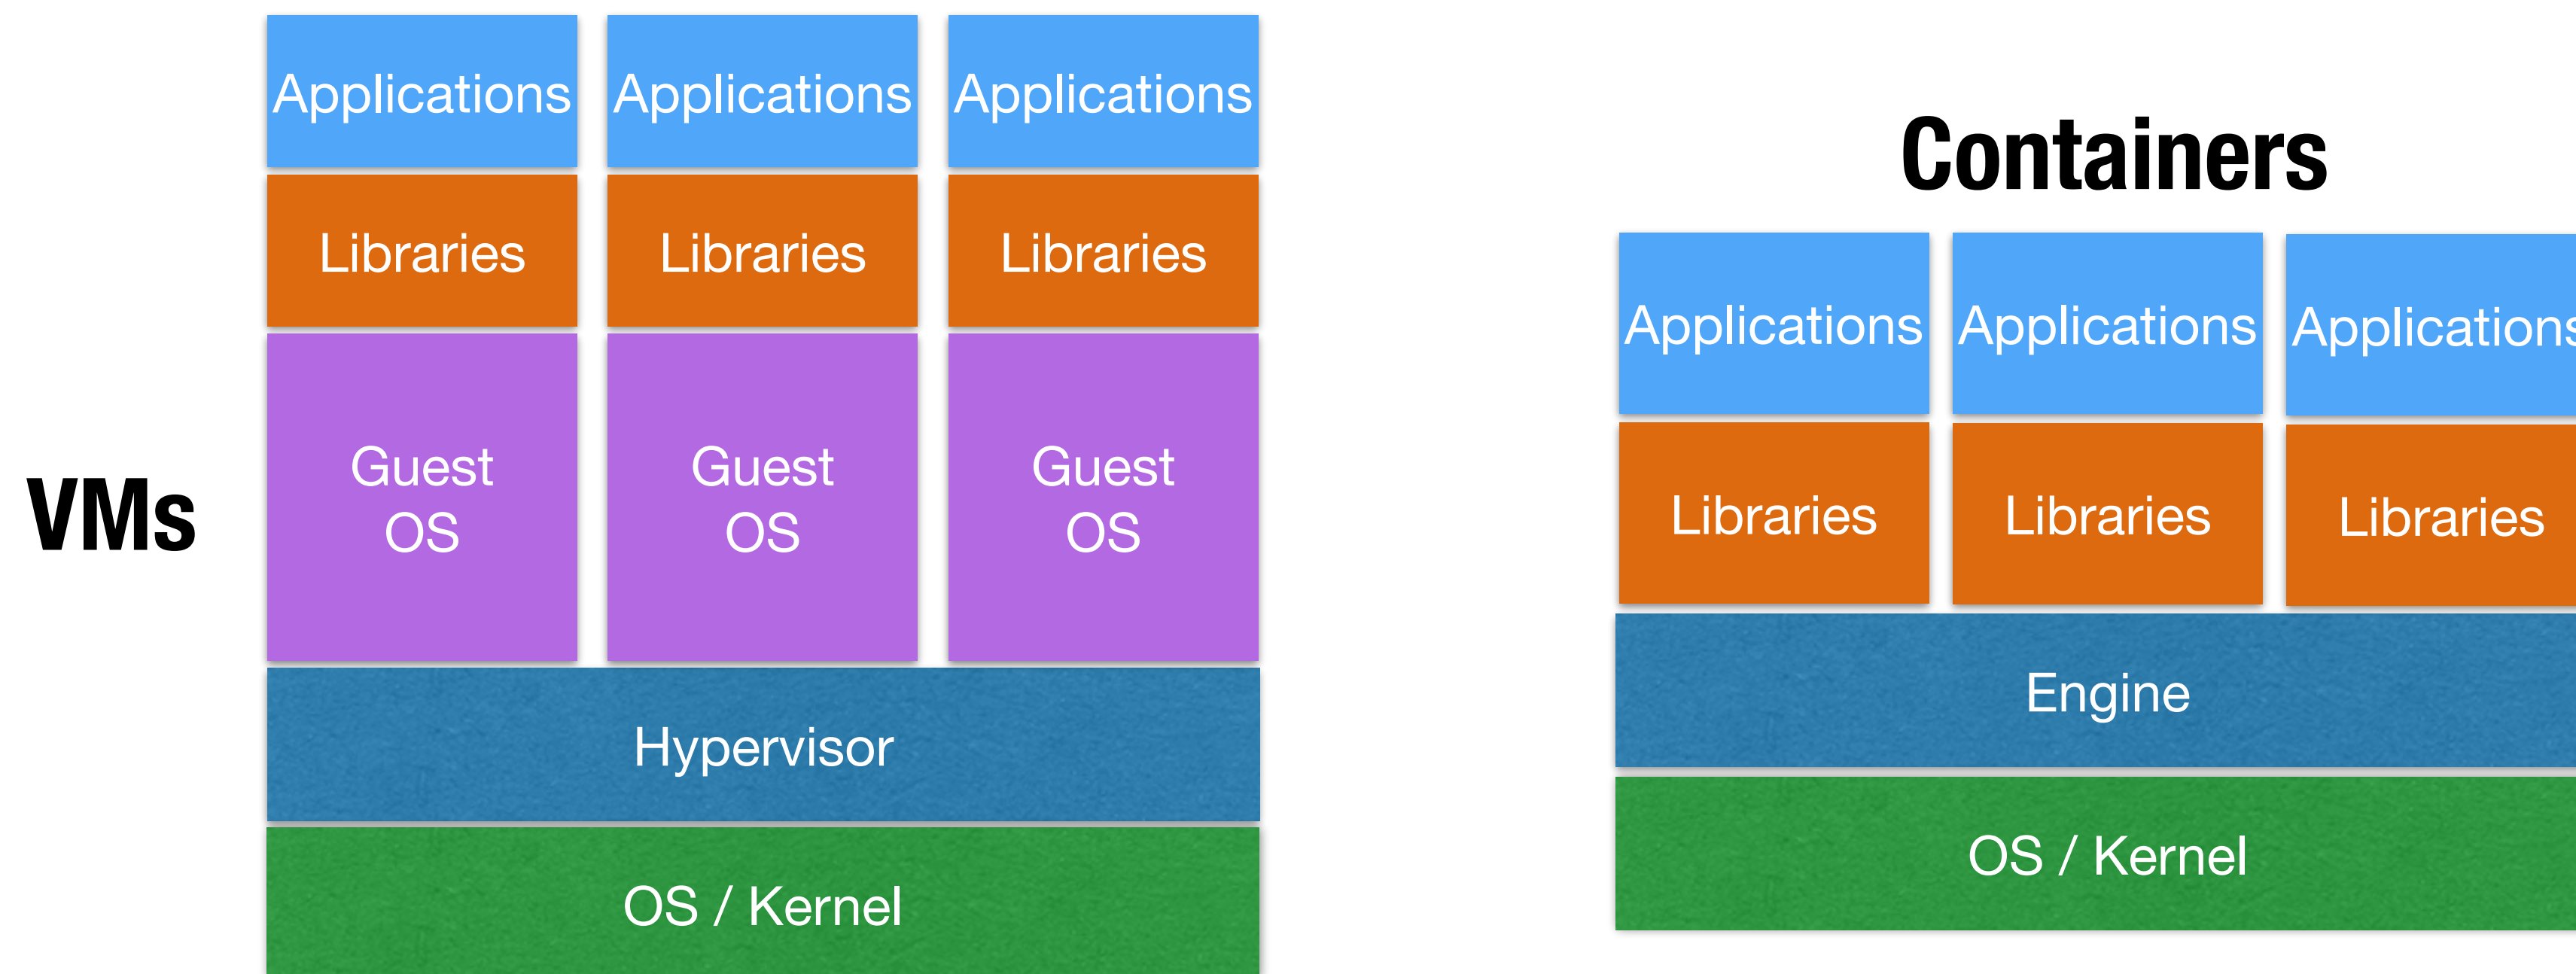 VMs
Applications Applications Applications
Libraries Libraries Libraries
Guest Guest Guest
OS OS OS
Hypervisor
OS / Kernel
Containers
Applications Applications Applications
Libraries Libraries Libraries
Engine
OS / Kernel